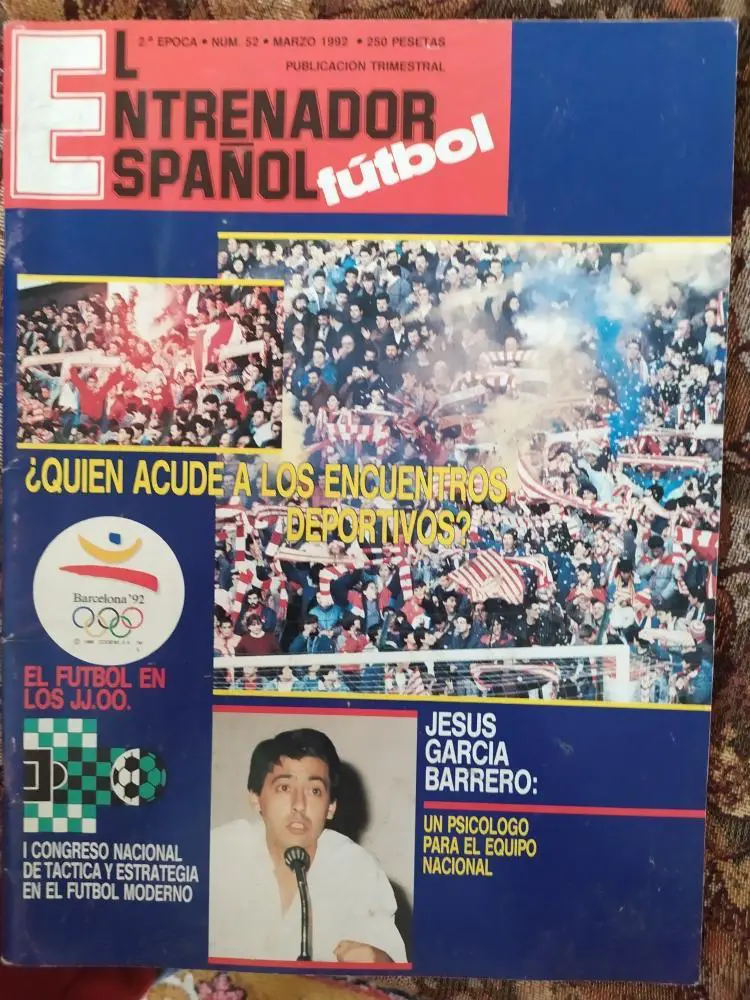 2.ª EPOCA • NUM. 52 • MARZO 1992 • 250 PESETAS
PUBLICACION TRIMESTRAL
EL
ENTRENADOR
ESPAÑOL
fútbol
¿QUIEN ACUDE A LOS ENCUENTROS
DEPORTIVOS?
Barcelona'92
EL FUTBOL EN
LOS JJ.OO.
I CONGRESO NACIONAL
DE TACTICA Y ESTRATEGIA
EN EL FUTBOL MODERNO
JESUS
GARCIA
BARRERO:
UN PSICOLOGO
PARA EL EQUIPO
NACIONAL